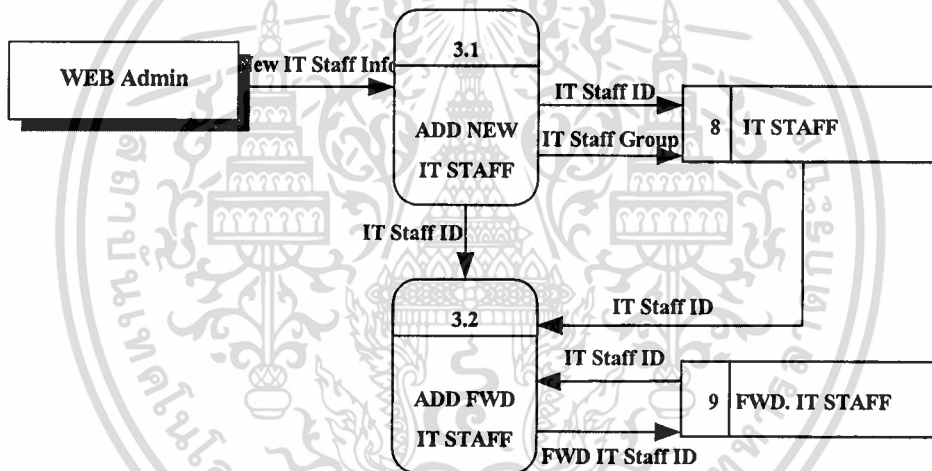 3.1
WEB Admin
New IT Staff Info
IT Staff ID
ADD NEW
IT STAFF
8
IT STAFF
IT Staff Group
IT Staff ID
IT Staff ID
3.2
IT Staff ID
ADD FWD
IT STAFF
9
FWD. IT STAFF
FWD IT Staff ID